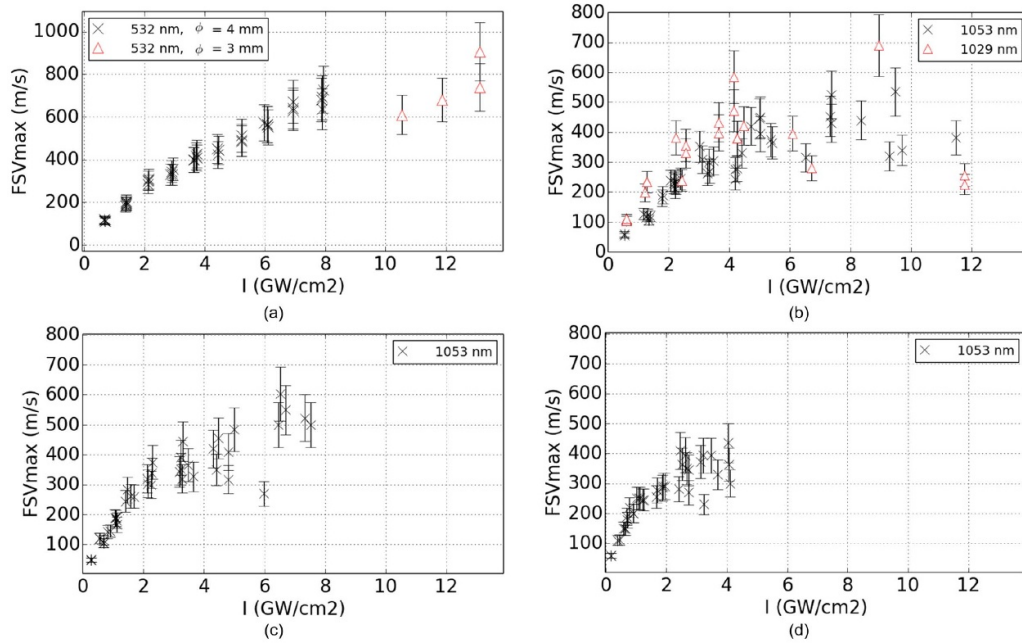 1000
800
600
400
200
0
FSVmax (m/s)
532 nm, ϕ = 4 mm
532 nm, ϕ = 3 mm
0 2 4 6 8 10 12
I (GW/cm2)
(a)
800
700
600
500
400
300
200
100
0
FSVmax (m/s)
1053 nm
1029 nm
0 2 4 6 8 10 12
I (GW/cm2)
(b)
800
700
600
500
400
300
200
100
0
FSVmax (m/s)
1053 nm
0 2 4 6 8 10 12
I (GW/cm2)
(c)
800
700
600
500
400
300
200
100
0
FSVmax (m/s)
1053 nm
0 2 4 6 8 10 12
I (GW/cm2)
(d)